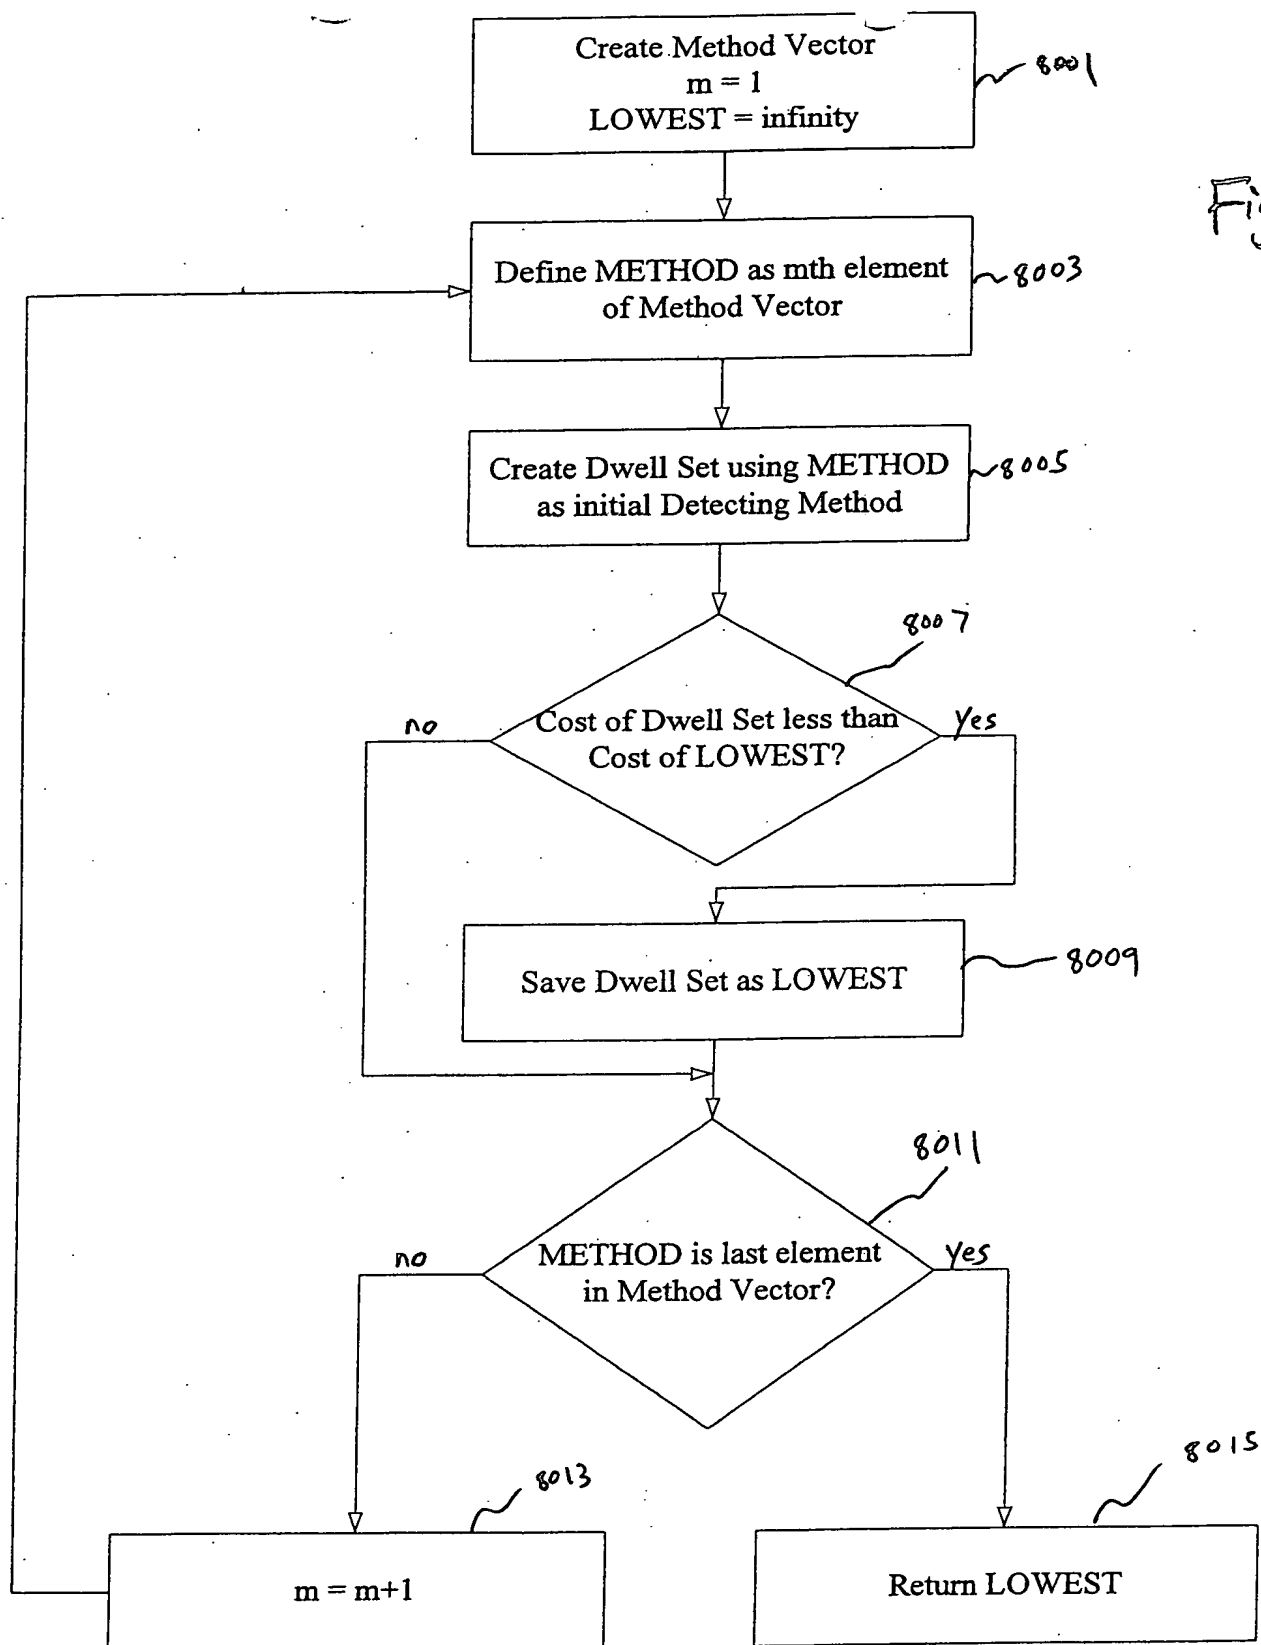 Create Method Vector
m = 1
LOWEST = infinity
8001
Define METHOD as mth element
of Method Vector
8003
Create Dwell Set using METHOD
as initial Detecting Method
8005
8007
no
Cost of Dwell Set less than
Cost of LOWEST?
yes
Save Dwell Set as LOWEST
8009
8011
no
METHOD is last element
in Method Vector?
yes
8013
8015
m = m+1
Return LOWEST